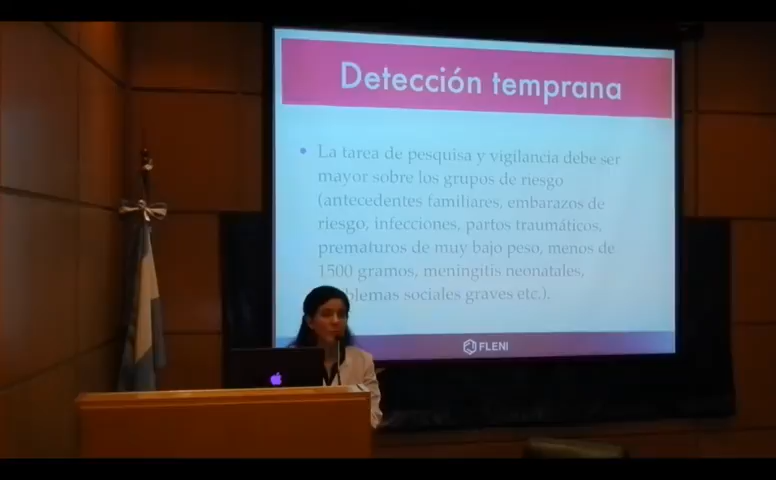 Detección temprana
• La tarea de pesquisa y vigilancia debe ser
mayor sobre los grupos de riesgo
(antecedentes familiares, embarazos de
riesgo, infecciones, partos traumáticos,
prematuros de muy bajo peso, menos de
1500 gramos, meningitis neonatales,
sociales graves etc.).
FLENI